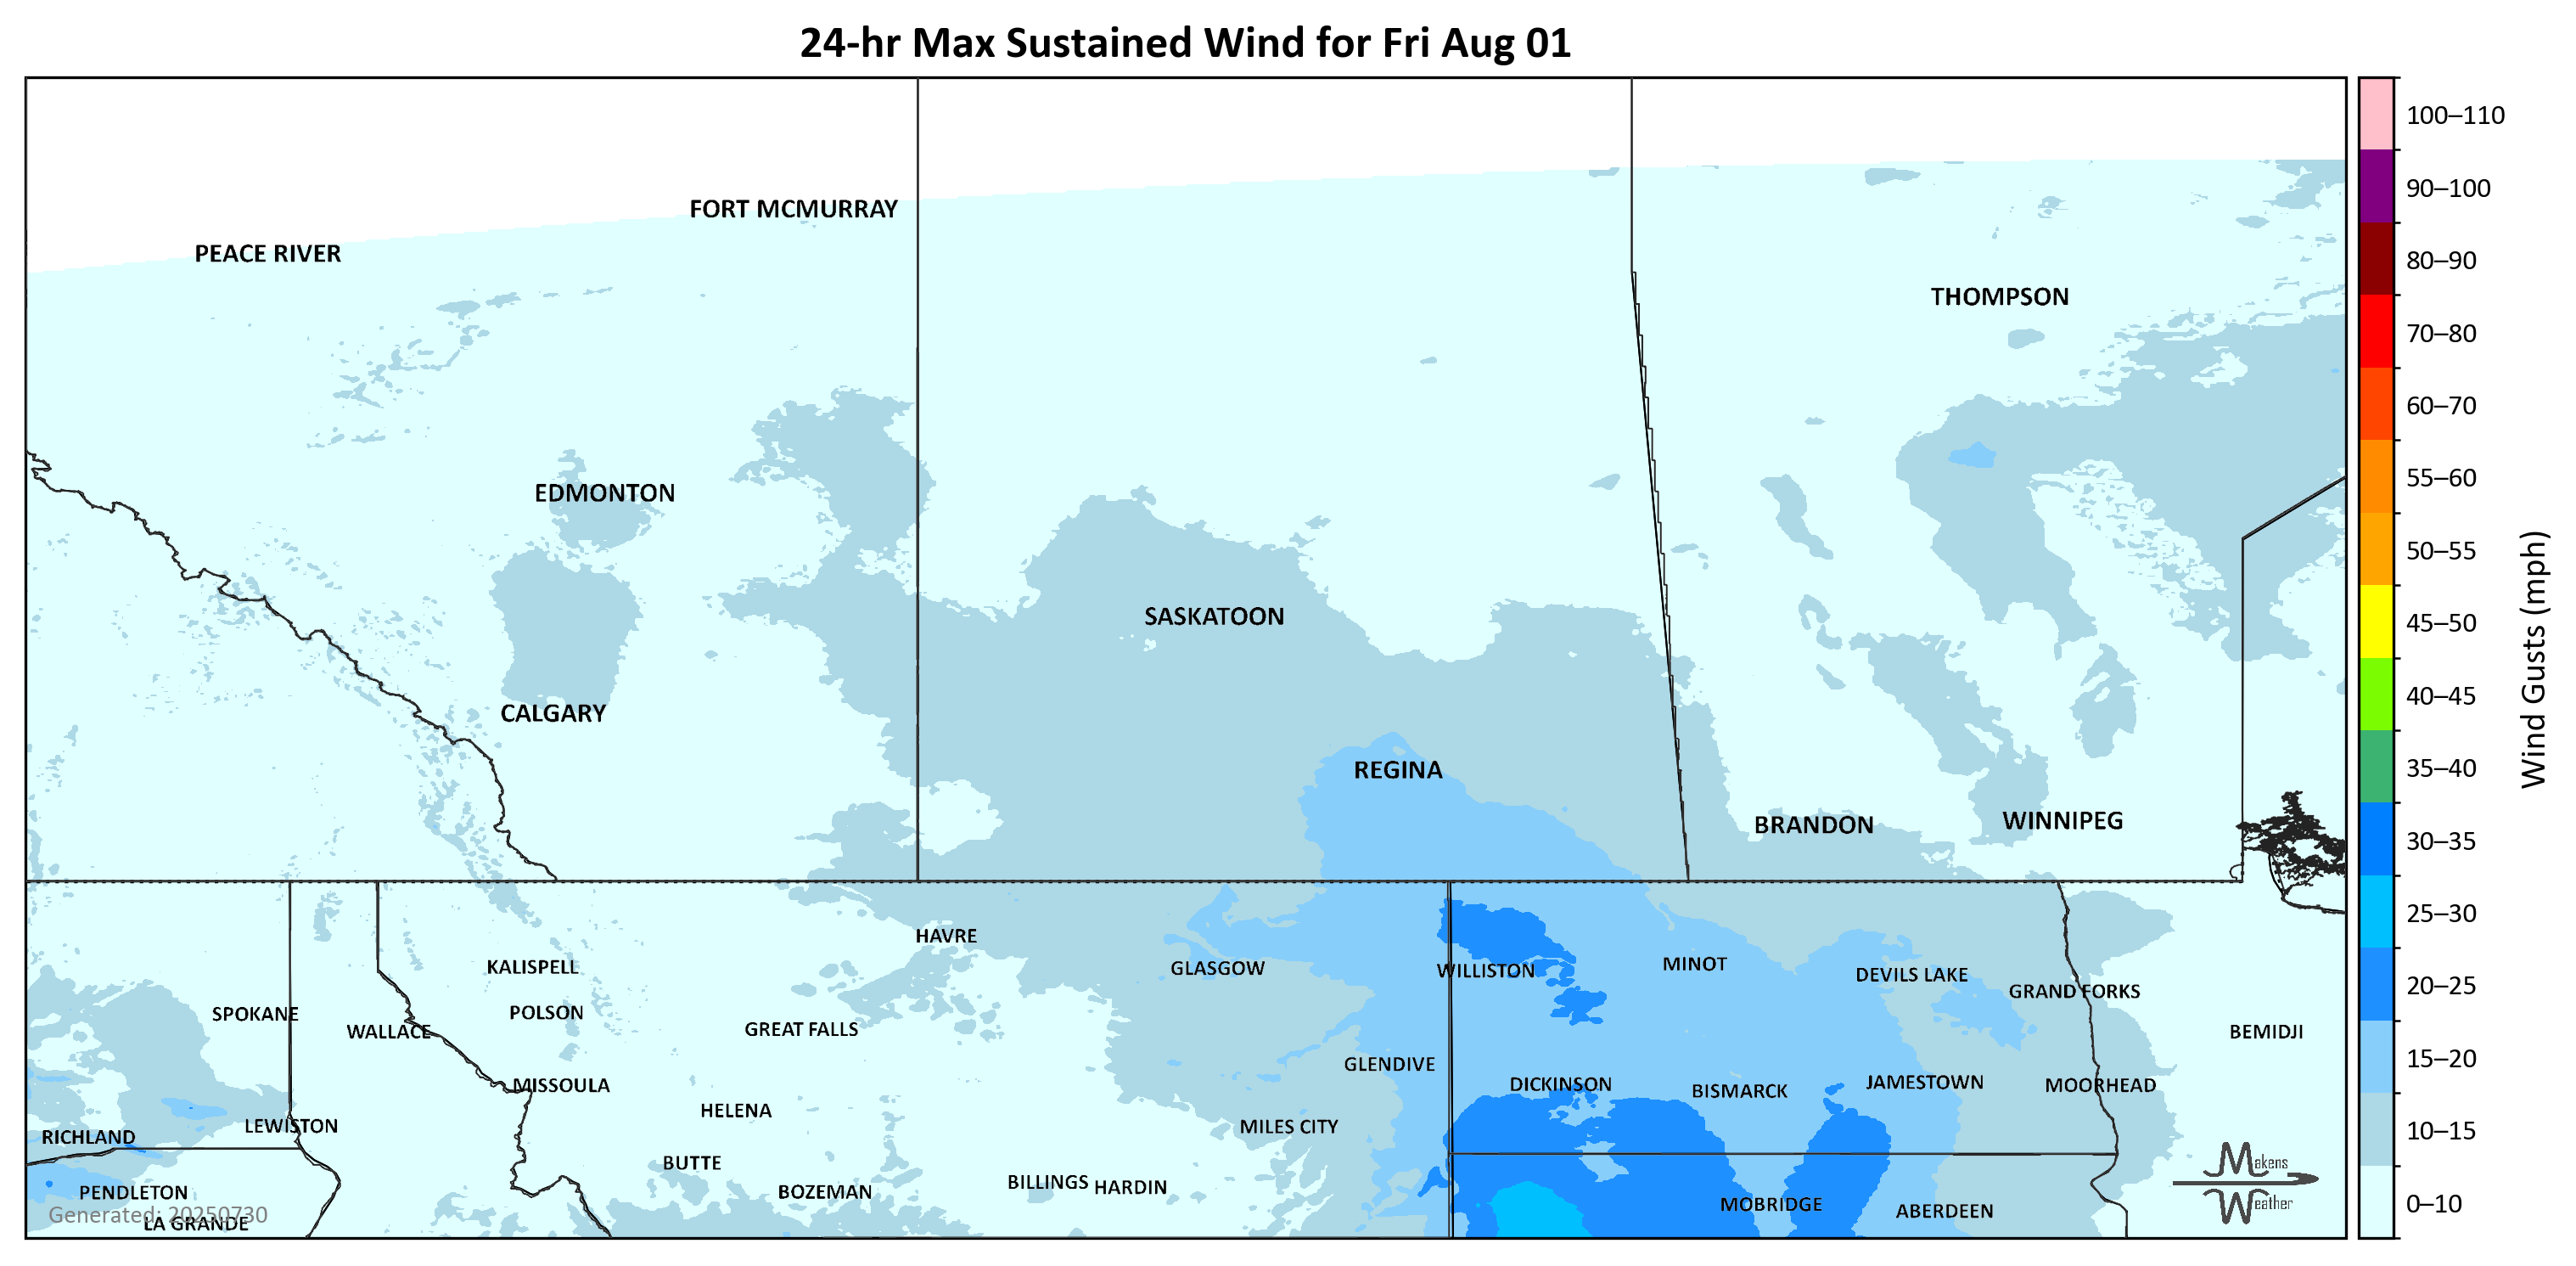 24-hr Max Sustained Wind for Fri Aug 01
100–110
FORT MCMURRAY
90–100
PEACE RIVER
80–90
THOMPSON
70–80
60–70
EDMONTON
55–60
50–55
SASKATOON
45–50
Wind Gusts (mph)
CALGARY
40–45
REGINA
35–40
BRANDON
WINNIPEG
30–35
25–30
HAVRE
KALISPELL
GLASGOW
WILLISTON
MINOT
DEVILS LAKE
20–25
GRAND FORKS
SPOKANE
POLSON
WALLACE
GREAT FALLS
BEMIDJI
15–20
GLENDIVE
MISSOULA
DICKINSON
BISMARCK
JAMESTOWN
MOORHEAD
HELENA
LEWISTON
MILES CITY
10–15
RICHLAND
BUTTE
Makens
Weather
PENDLETON
BOZEMAN
BILLINGS
HARDIN
MOBRIDGE
ABERDEEN
0–10
Generated: 20250730
LA GRANDE